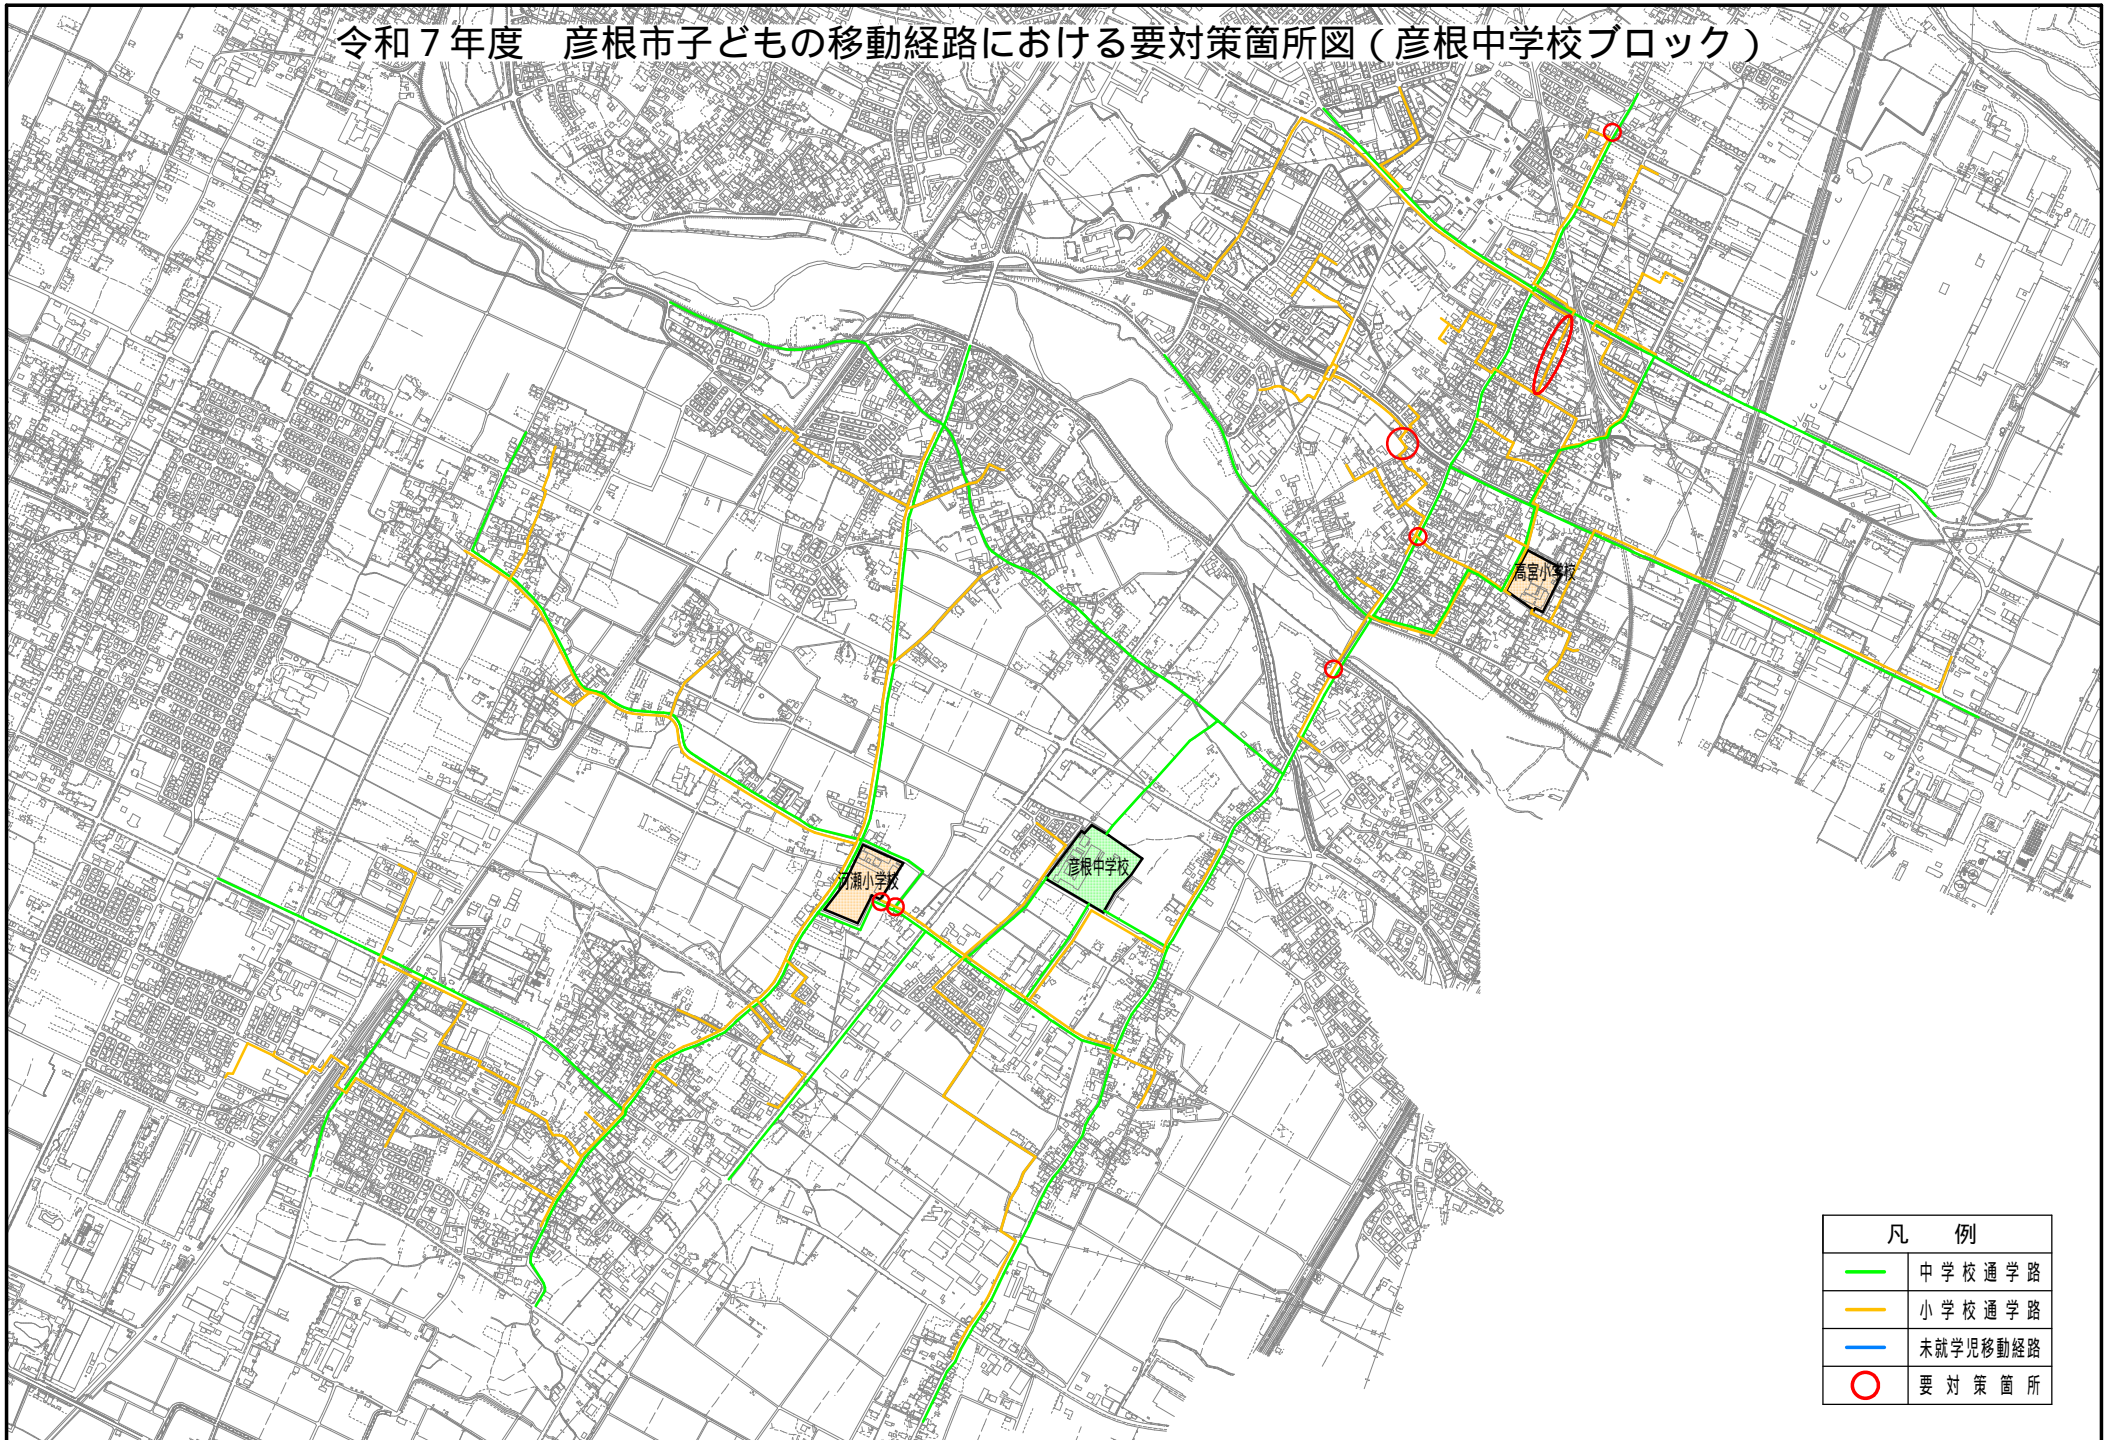 令和７年度　彦根市子どもの移動経路における要対策箇所図（彦根中学校ブロック）
高宮小学校
彦根中学校
河瀬小学校
凡　例
中学校通学路
小学校通学路
未就学児移動経路
要対策箇所